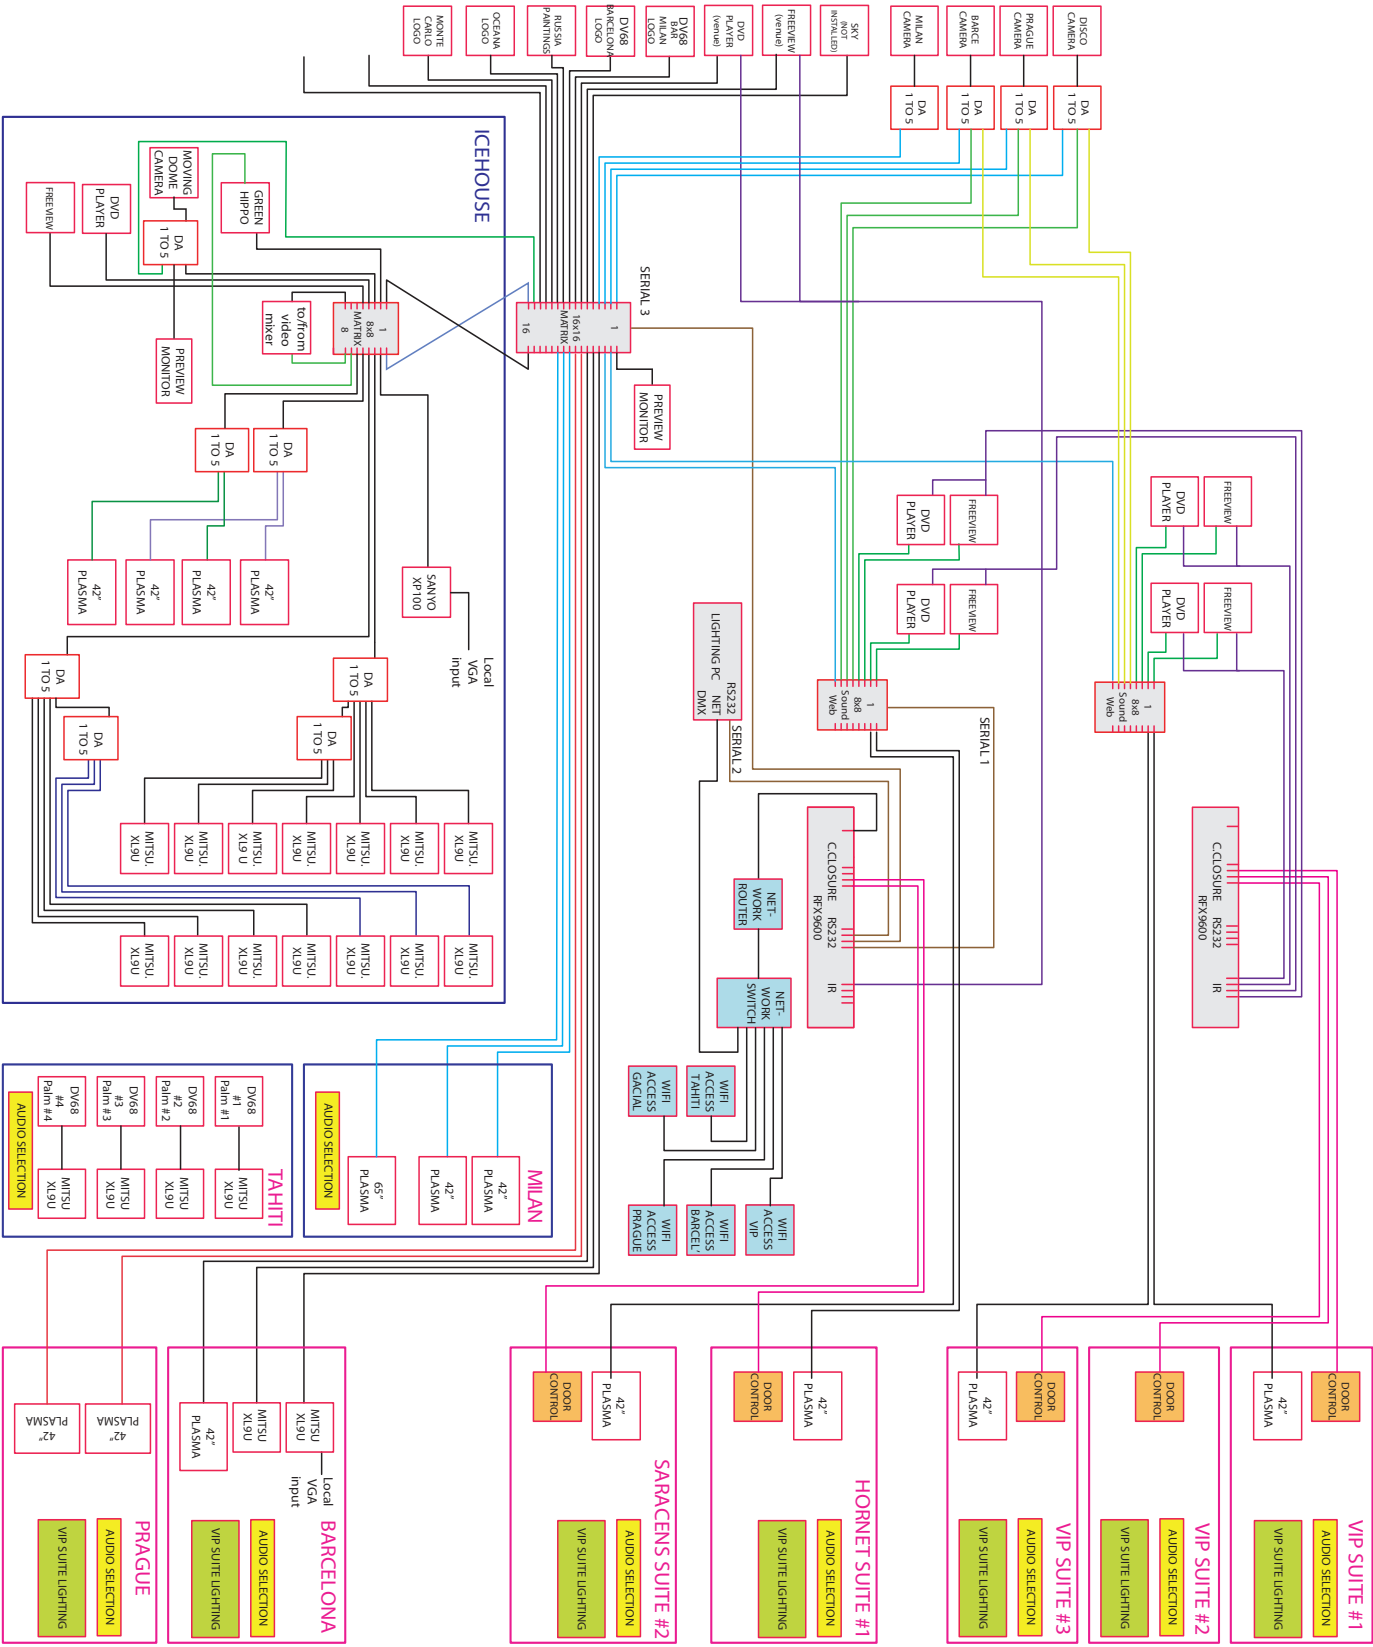 MONTE
CARLO
LOGO
OCEANA
LOGO
RUSSIA
PAINTINGS
DV68
BARCELONA
LOGO
DV68
BAR
MILAN
LOGO
DVD
PLAYER
(venue)
FREEVIEW
(venue)
SKY
(NOT
INSTALLED)
MILAN
CAMERA
BARCE
CAMERA
PRAGUE
CAMERA
DISCO
CAMERA
DA
1 TO 5
DA
1 TO 5
DA
1 TO 5
DA
1 TO 5
ICEHOUSE
MOVING
DOME
CAMERA
GREEN
HIPPO
FREEVIEW
DVD
PLAYER
DA
1 TO 5
to/from
video
mixer
1
8x8
MATRIX
8
PREVIEW
MONITOR
SERIAL 3
1
16x16
MATRIX
16
PREVIEW
MONITOR
DA
1 TO 5
DA
1 TO 5
42"
PLASMA
42"
PLASMA
42"
PLASMA
42"
PLASMA
SANYO
XP100
Local
VGA
input
DA
1 TO 5
DA
1 TO 5
DA
1 TO 5
DA
1 TO 5
MITSU.
XL9U
MITSU.
XL9U
MITSU.
XL9 U
MITSU.
XL9U
MITSU.
XL9U
MITSU.
XL9U
MITSU.
XL9U
MITSU.
XL9U
MITSU.
XL9U
MITSU.
XL9U
MITSU.
XL9U
MITSU.
XL9U
MITSU.
XL9U
MITSU.
XL9U
DVD
PLAYER
FREEVIEW
DVD
PLAYER
FREEVIEW
DVD
PLAYER
FREEVIEW
DVD
PLAYER
FREEVIEW
LIGHTING PC
RS232
NET
DMX
SERIAL 2
1
8x8
Sound
Web
SERIAL 1
1
8x8
Sound
Web
C.CLOSURE RS232 IR
RFX9600
C.CLOSURE RS232 IR
RFX9600
NET-
WORK
ROUTER
NET-
WORK
SWITCH
WIFI
ACCESS
GACIAL
WIFI
ACCESS
TAHITI
WIFI
ACCESS
PRAGUE
WIFI
ACCESS
BARCEL'
WIFI
ACCESS
VIP
TAHITI
DV68
#4
Palm #4
DV68
#3
Palm #3
DV68
#2
Palm #2
DV68
#1
Palm #1
MITSU
XL9U
MITSU
XL9U
MITSU
XL9U
MITSU
XL9U
AUDIO SELECTION
MILAN
65"
PLASMA
42"
PLASMA
42"
PLASMA
AUDIO SELECTION
PRAGUE
42"
PLASMA
42"
PLASMA
VIP SUITE LIGHTING
AUDIO SELECTION
BARCELONA
42"
PLASMA
MITSU
XL9U
MITSU
XL9U
Local
VGA
input
VIP SUITE LIGHTING
AUDIO SELECTION
SARACENS SUITE #2
DOOR
CONTROL
42"
PLASMA
VIP SUITE LIGHTING
AUDIO SELECTION
HORNET SUITE #1
DOOR
CONTROL
42"
PLASMA
VIP SUITE LIGHTING
AUDIO SELECTION
VIP SUITE #3
42"
PLASMA
DOOR
CONTROL
VIP SUITE LIGHTING
AUDIO SELECTION
VIP SUITE #2
DOOR
CONTROL
VIP SUITE LIGHTING
AUDIO SELECTION
VIP SUITE #1
42"
PLASMA
DOOR
CONTROL
VIP SUITE LIGHTING
AUDIO SELECTION